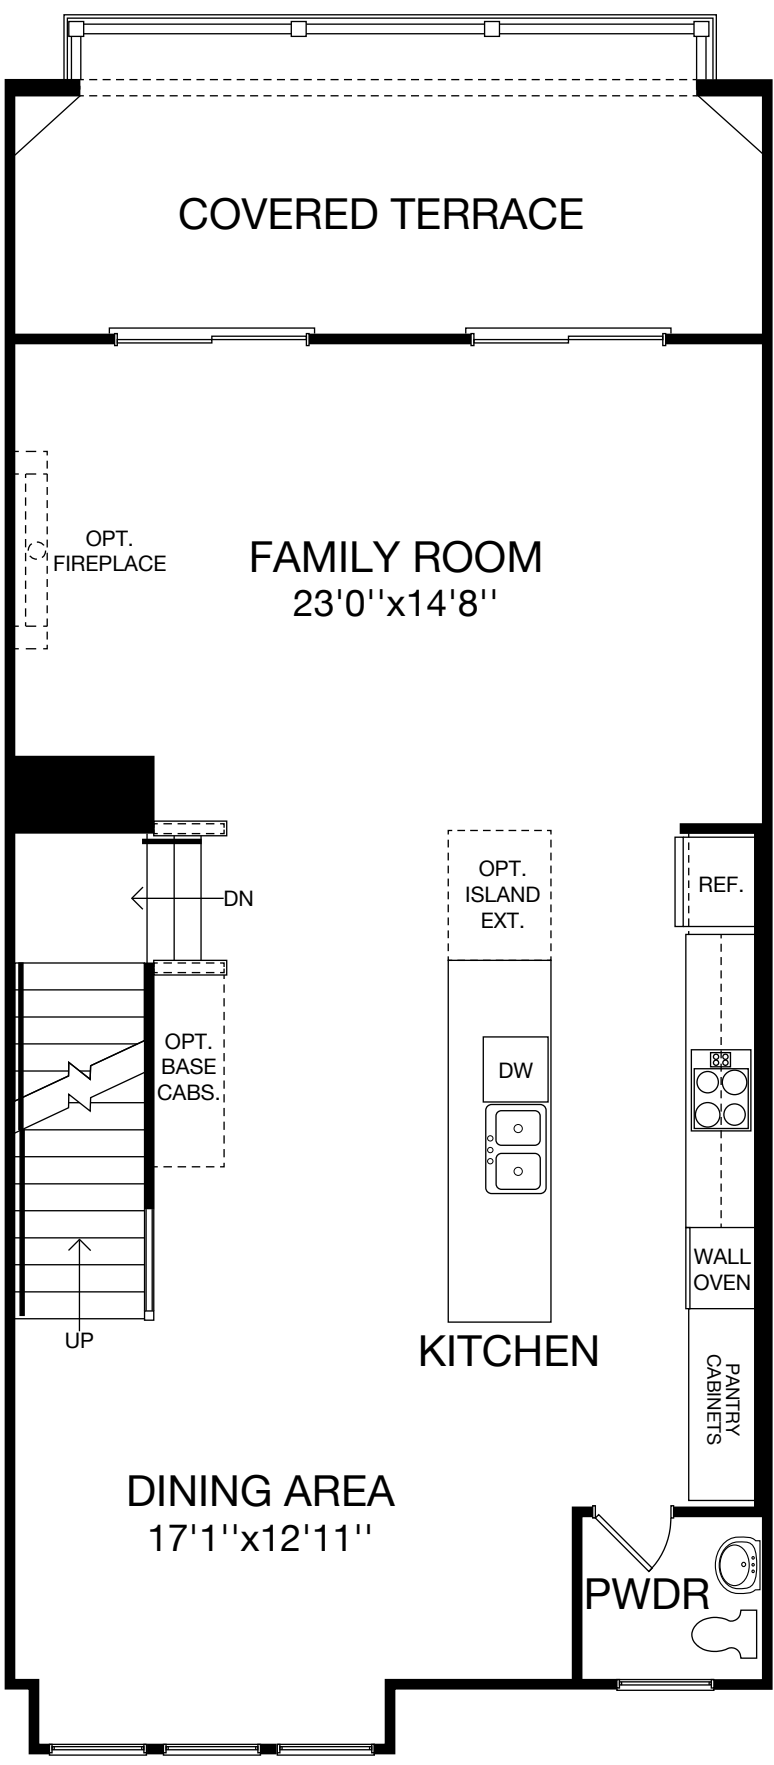 COVERED TERRACE
OPT.
FIREPLACE
FAMILY ROOM
23'0''x14'8''
DN
OPT.
ISLAND
EXT.
REF.
OPT.
BASE
CABS.
DW
WALL
OVEN
UP
KITCHEN
PANTRY
CABINETS
DINING AREA
17'1''x12'11''
PWDR